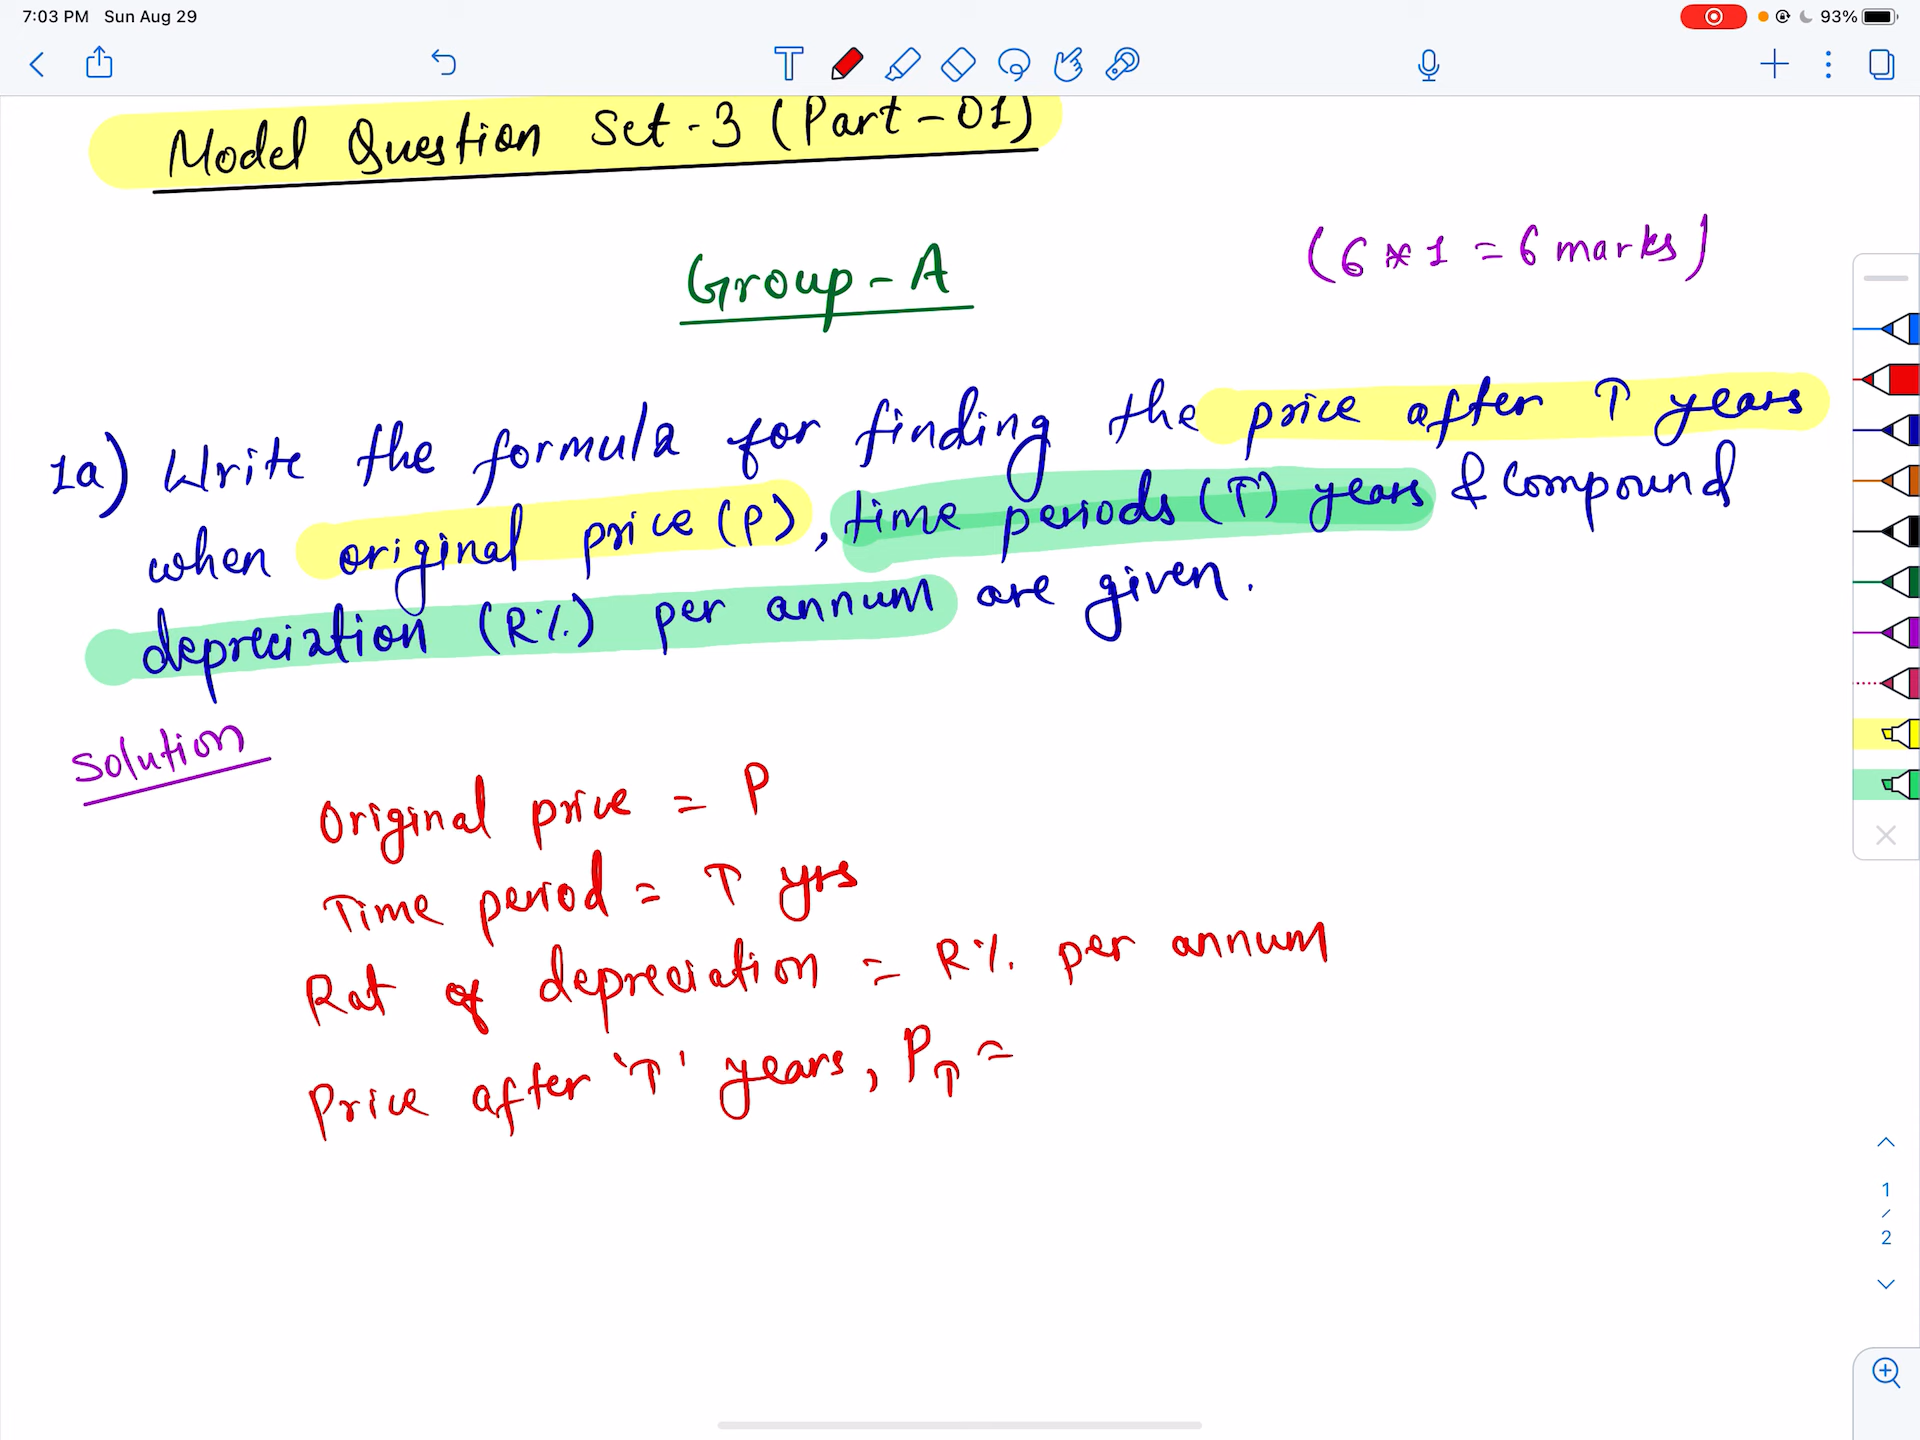 7:03 PM Sun Aug 29
93%
Model Question Set-3 (Part-01)
Group-A
(6*1=6 marks)
1a) Write the formula for finding the price after T years
when original price (P), time periods (T) years & compound
depreciation (R%) per annum are given.
Solution
Original price = P
Time period = T yrs
Rat of depreciation = R% per annum
Price after 'T' years, P_T =
1
/
2